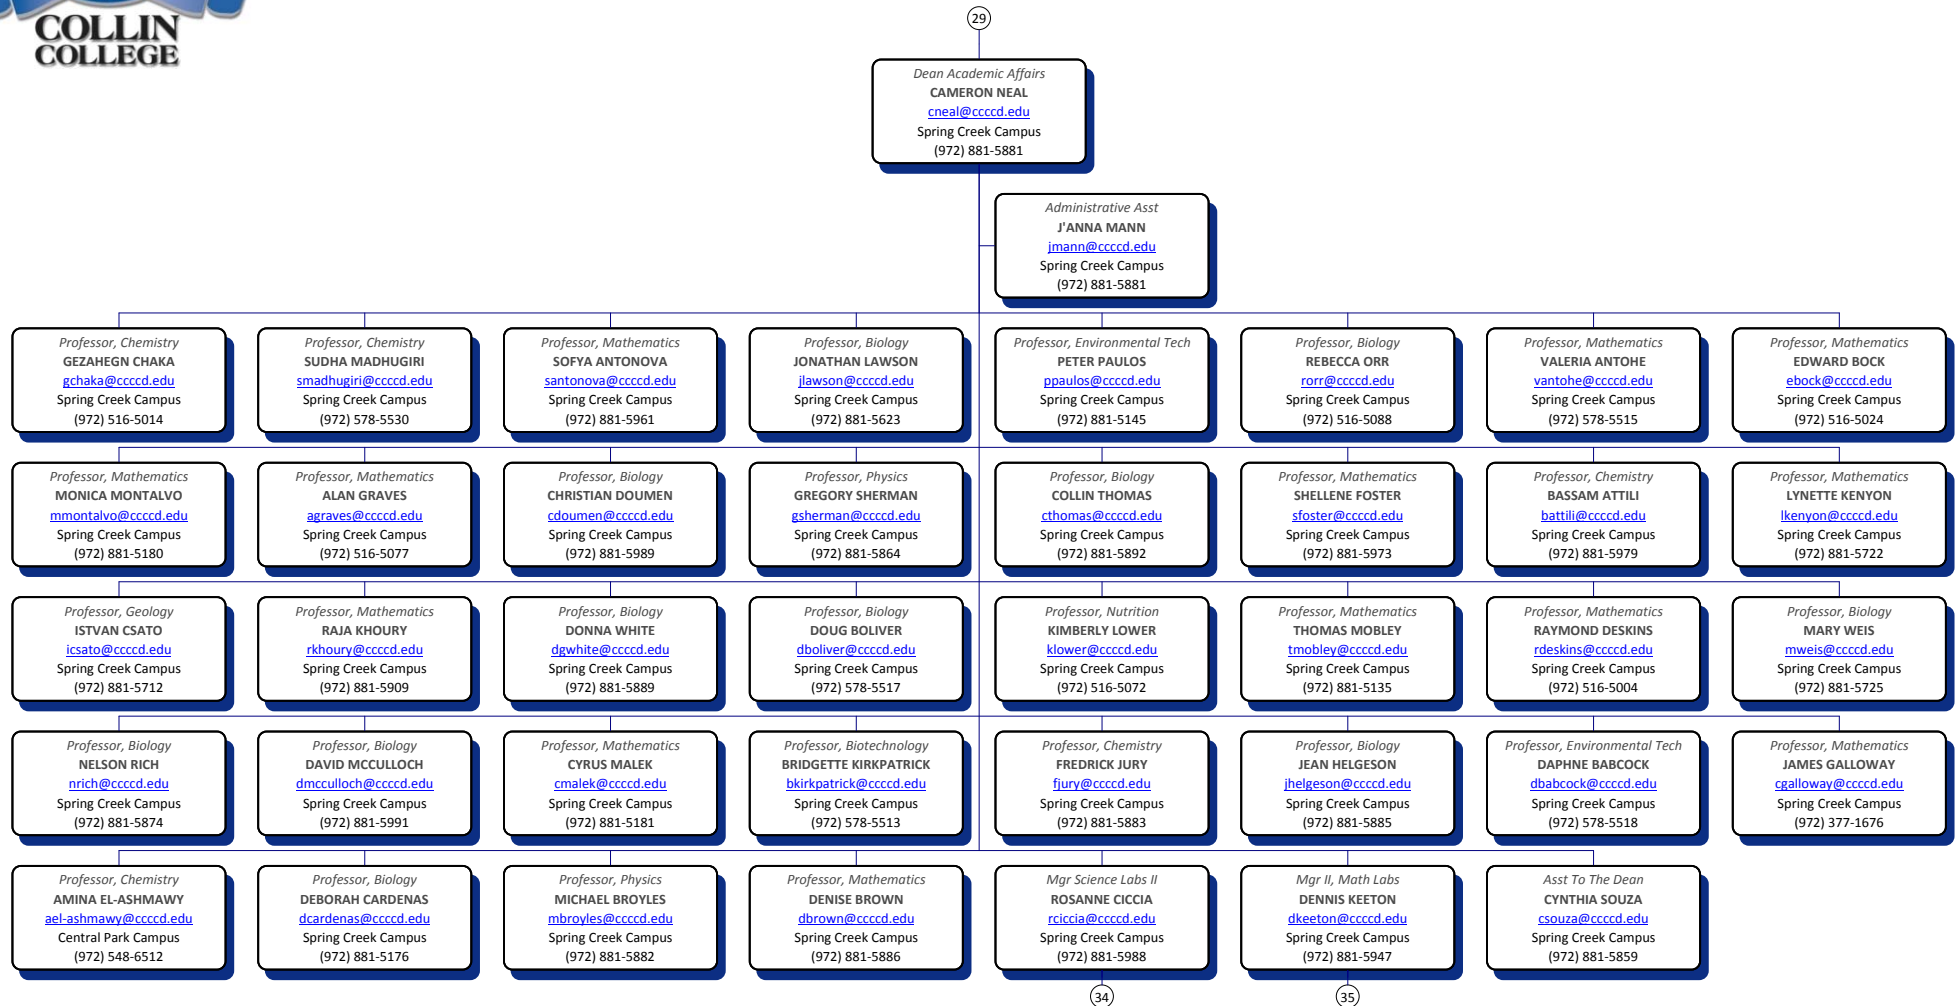 COLLIN
COLLEGE
29
Dean Academic Affairs
CAMERON NEAL
cneal@ccccd.edu
Spring Creek Campus
(972) 881-5881
Administrative Asst
J'ANNA MANN
jmann@ccccd.edu
Spring Creek Campus
(972) 881-5881
Professor, Chemistry
GEZAHEGN CHAKA
gchaka@ccccd.edu
Spring Creek Campus
(972) 516-5014
Professor, Chemistry
SUDHA MADHUGIRI
smadhugiri@ccccd.edu
Spring Creek Campus
(972) 578-5530
Professor, Mathematics
SOFYA ANTONOVA
santonova@ccccd.edu
Spring Creek Campus
(972) 881-5961
Professor, Biology
JONATHAN LAWSON
jlawson@ccccd.edu
Spring Creek Campus
(972) 881-5623
Professor, Environmental Tech
PETER PAULOS
ppaulos@ccccd.edu
Spring Creek Campus
(972) 881-5145
Professor, Biology
REBECCA ORR
rorr@ccccd.edu
Spring Creek Campus
(972) 516-5088
Professor, Mathematics
VALERIA ANTOHE
vantohe@ccccd.edu
Spring Creek Campus
(972) 578-5515
Professor, Mathematics
EDWARD BOCK
ebock@ccccd.edu
Spring Creek Campus
(972) 516-5024
Professor, Mathematics
MONICA MONTALVO
mmontalvo@ccccd.edu
Spring Creek Campus
(972) 881-5180
Professor, Mathematics
ALAN GRAVES
agraves@ccccd.edu
Spring Creek Campus
(972) 516-5077
Professor, Biology
CHRISTIAN DOUMEN
cdoumen@ccccd.edu
Spring Creek Campus
(972) 881-5989
Professor, Physics
GREGORY SHERMAN
gsherman@ccccd.edu
Spring Creek Campus
(972) 881-5864
Professor, Biology
COLLIN THOMAS
cthomas@ccccd.edu
Spring Creek Campus
(972) 881-5892
Professor, Mathematics
SHELLENE FOSTER
sfoster@ccccd.edu
Spring Creek Campus
(972) 881-5973
Professor, Chemistry
BASSAM ATTILI
battili@ccccd.edu
Spring Creek Campus
(972) 881-5979
Professor, Mathematics
LYNETTE KENYON
lkenyon@ccccd.edu
Spring Creek Campus
(972) 881-5722
Professor, Geology
ISTVAN CSATO
icsato@ccccd.edu
Spring Creek Campus
(972) 881-5712
Professor, Mathematics
RAJA KHOURY
rkhoury@ccccd.edu
Spring Creek Campus
(972) 881-5909
Professor, Biology
DONNA WHITE
dgwhite@ccccd.edu
Spring Creek Campus
(972) 881-5889
Professor, Biology
DOUG BOLIVER
dboliver@ccccd.edu
Spring Creek Campus
(972) 578-5517
Professor, Nutrition
KIMBERLY LOWER
klower@ccccd.edu
Spring Creek Campus
(972) 516-5072
Professor, Mathematics
THOMAS MOBLEY
tmobley@ccccd.edu
Spring Creek Campus
(972) 881-5135
Professor, Mathematics
RAYMOND DESKINS
rdeskins@ccccd.edu
Spring Creek Campus
(972) 516-5004
Professor, Biology
MARY WEIS
mweis@ccccd.edu
Spring Creek Campus
(972) 881-5725
Professor, Biology
NELSON RICH
nrich@ccccd.edu
Spring Creek Campus
(972) 881-5874
Professor, Biology
DAVID MCCULLOCH
dmcculloch@ccccd.edu
Spring Creek Campus
(972) 881-5991
Professor, Mathematics
CYRUS MALEK
cmalek@ccccd.edu
Spring Creek Campus
(972) 881-5181
Professor, Biotechnology
BRIDGETTE KIRKPATRICK
bkirkpatrick@ccccd.edu
Spring Creek Campus
(972) 578-5513
Professor, Chemistry
FREDRICK JURY
fjury@ccccd.edu
Spring Creek Campus
(972) 881-5883
Professor, Biology
JEAN HELGESON
jhelgeson@ccccd.edu
Spring Creek Campus
(972) 881-5885
Professor, Environmental Tech
DAPHNE BABCOCK
dbabcock@ccccd.edu
Spring Creek Campus
(972) 578-5518
Professor, Mathematics
JAMES GALLOWAY
cgalloway@ccccd.edu
Spring Creek Campus
(972) 377-1676
Professor, Chemistry
AMINA EL-ASHMAWY
ael-ashmawy@ccccd.edu
Central Park Campus
(972) 548-6512
Professor, Biology
DEBORAH CARDENAS
dcardenas@ccccd.edu
Spring Creek Campus
(972) 881-5176
Professor, Physics
MICHAEL BROYLES
mbroyles@ccccd.edu
Spring Creek Campus
(972) 881-5882
Professor, Mathematics
DENISE BROWN
dbrown@ccccd.edu
Spring Creek Campus
(972) 881-5886
Mgr Science Labs II
ROSANNE CICCIA
rciccia@ccccd.edu
Spring Creek Campus
(972) 881-5988
Mgr II, Math Labs
DENNIS KEETON
dkeeton@ccccd.edu
Spring Creek Campus
(972) 881-5947
Asst To The Dean
CYNTHIA SOUZA
csouza@ccccd.edu
Spring Creek Campus
(972) 881-5859
34
35